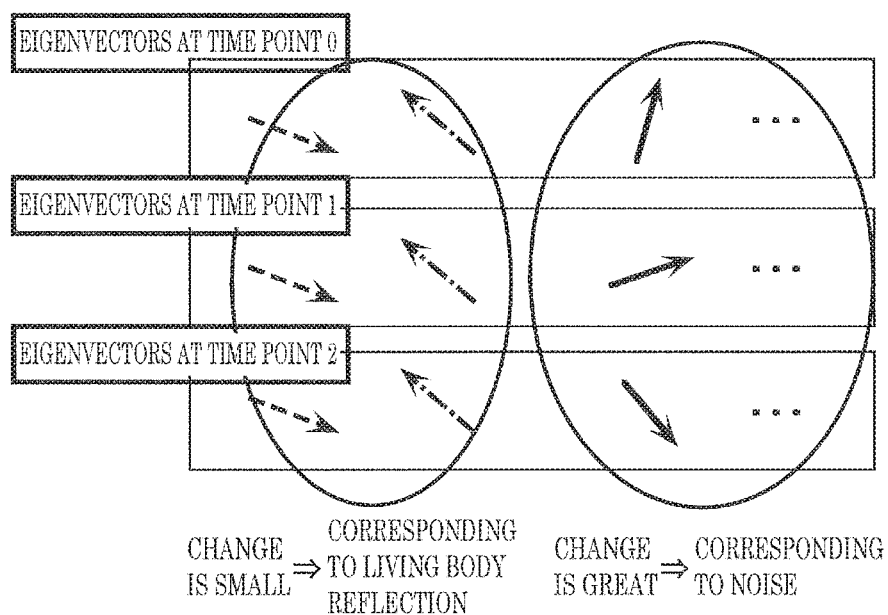 EIGENVECTORS AT TIME POINT 0
EIGENVECTORS AT TIME POINT 1
EIGENVECTORS AT TIME POINT 2
CHANGE
IS SMALL
⇒
CORRESPONDING
TO LIVING BODY
REFLECTION
CHANGE
IS GREAT
⇒
CORRESPONDING
TO NOISE